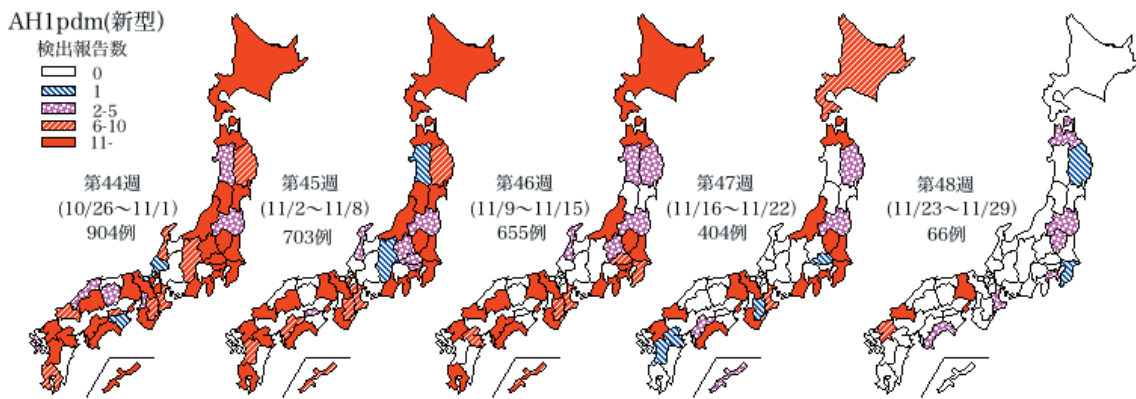 AH1pdm(新型)
検出報告数
0
1
2-5
6-10
11-
第44週
(10/26～11/1)
904例
第45週
(11/2～11/8)
703例
第46週
(11/9～11/15)
655例
第47週
(11/16～11/22)
404例
第48週
(11/23～11/29)
66例